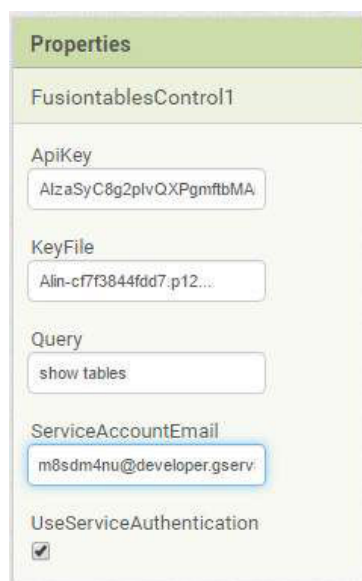 Properties
FusiontablesControl1
ApiKey
AIzaSyC8g2plvQXPgmftbMA
KeyFile
Alin-cf7f3844fdd7.p12...
Query
show tables
ServiceAccountEmail
m8sdm4nu@developer.gserv
UseServiceAuthentication